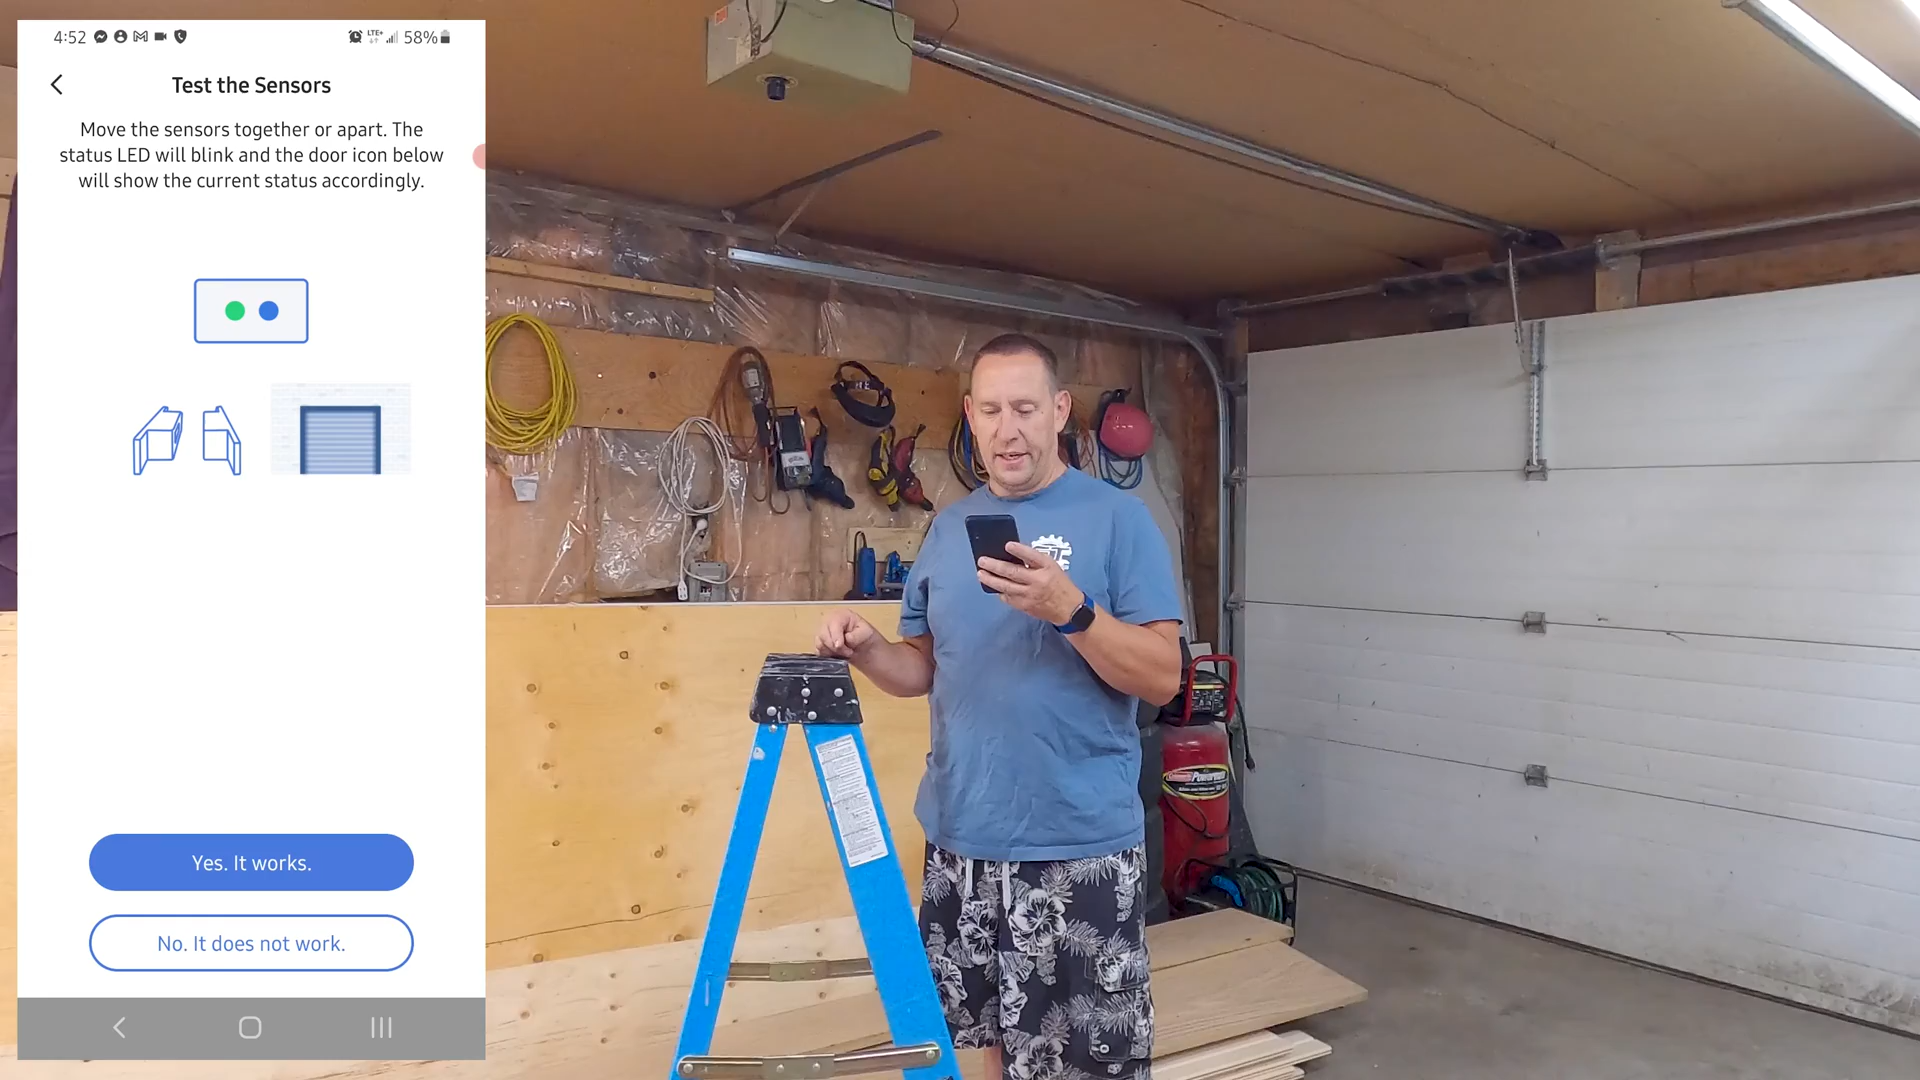 4:52
LTE+
58%
Test the Sensors
Move the sensors together or apart. The
status LED will blink and the door icon below
will show the current status accordingly.
Yes. It works.
No. It does not work.